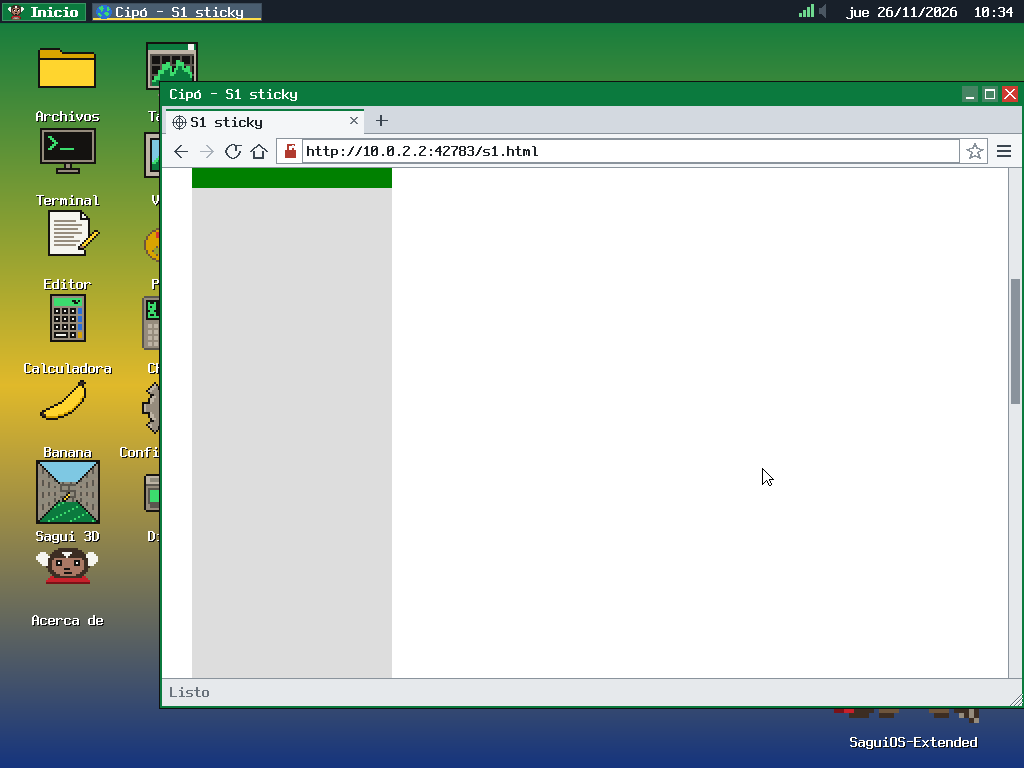 Inicio
Cipó - S1 sticky
jue 26/11/2026 10:34
Archivos
Terminal
Editor
Calculadora
Banana
Confi
Sagui 3D
Acerca de
Cipó - S1 sticky
S1 sticky
http://10.0.2.2:42783/s1.html
Listo
SaguiOS-Extended